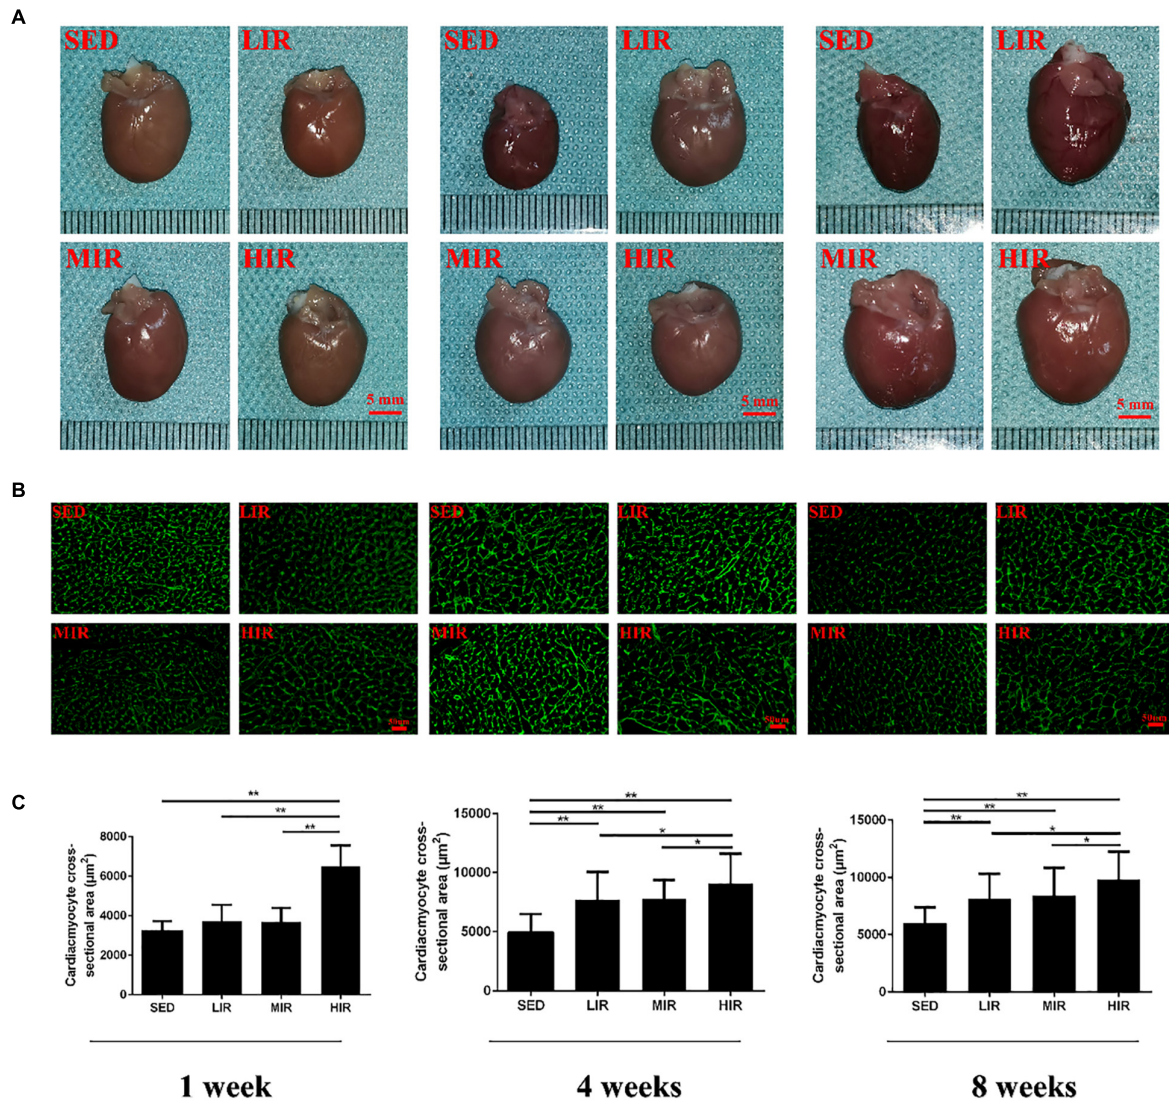 A
SED LIR SED LIR SED LIR
MIR HIR MIR HIR MIR HIR
5 mm 5 mm 5 mm
B
SED LIR SED LIR SED LIR
MIR HIR MIR HIR MIR HIR
50um 50um 50um
C
Cardiacmyocyte cross-
sectional area (µm²)
8000
6000
4000
2000
0
** 
**
**
SED LIR MIR HIR
1 week
Cardiacmyocyte cross-
sectional area (µm²)
15000
10000
5000
0
**
**
**
*
*
SED LIR MIR HIR
4 weeks
Cardiacmyocyte cross-
sectional area (µm²)
15000
10000
5000
0
**
**
**
*
*
SED LIR MIR HIR
8 weeks